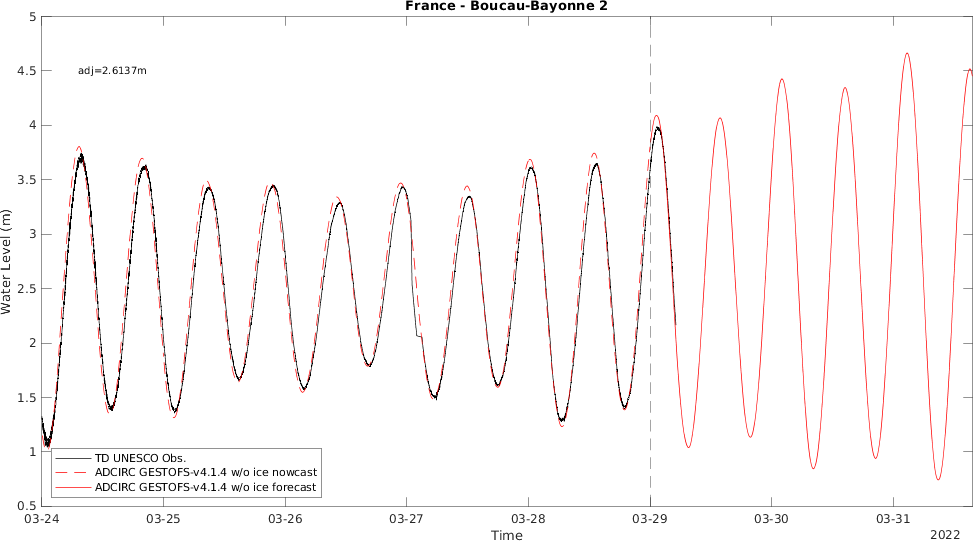 France - Boucau-Bayonne 2
adj=2.6137m
Water Level (m)
5
4.5
4
3.5
3
2.5
2
1.5
1
0.5
TD UNESCO Obs.
ADCIRC GESTOFS-v4.1.4 w/o ice nowcast
ADCIRC GESTOFS-v4.1.4 w/o ice forecast
03-24 03-25 03-26 03-27 03-28 03-29 03-30 03-31
Time
2022